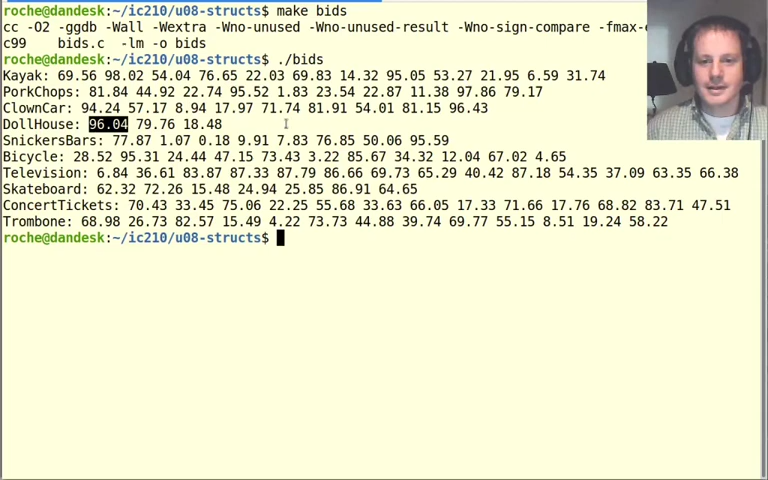 roche@dandesk:~/ic210/u08-structs$ make bids
cc -O2 -ggdb -Wall -Wextra -Wno-unused -Wno-unused-result -Wno-sign-compare -fmax-
c99     bids.c  -lm -o bids
roche@dandesk:~/ic210/u08-structs$ ./bids
Kayak: 69.56 98.02 54.04 76.65 22.03 69.83 14.32 95.05 53.27 21.95 6.59 31.74
PorkChops: 81.84 44.92 22.74 95.52 1.83 23.54 22.87 11.38 97.86 79.17
ClownCar: 94.24 57.17 8.94 17.97 71.74 81.91 54.01 81.15 96.43
DollHouse: 96.04 79.76 18.48
SnickersBars: 77.87 1.07 0.18 9.91 7.83 76.85 50.06 95.59
Bicycle: 28.52 95.31 24.44 47.15 73.43 3.22 85.67 34.32 12.04 67.02 4.65
Television: 6.84 36.61 83.87 87.33 87.79 86.66 69.73 65.29 40.42 87.18 54.35 37.09 63.35 66.38
Skateboard: 62.32 72.26 15.48 24.94 25.85 86.91 64.65
ConcertTickets: 70.43 33.45 75.06 22.25 55.68 33.63 66.05 17.33 71.66 17.76 68.82 83.71 47.51
Trombone: 68.98 26.73 82.57 15.49 4.22 73.73 44.88 39.74 69.77 55.15 8.51 19.24 58.22
roche@dandesk:~/ic210/u08-structs$